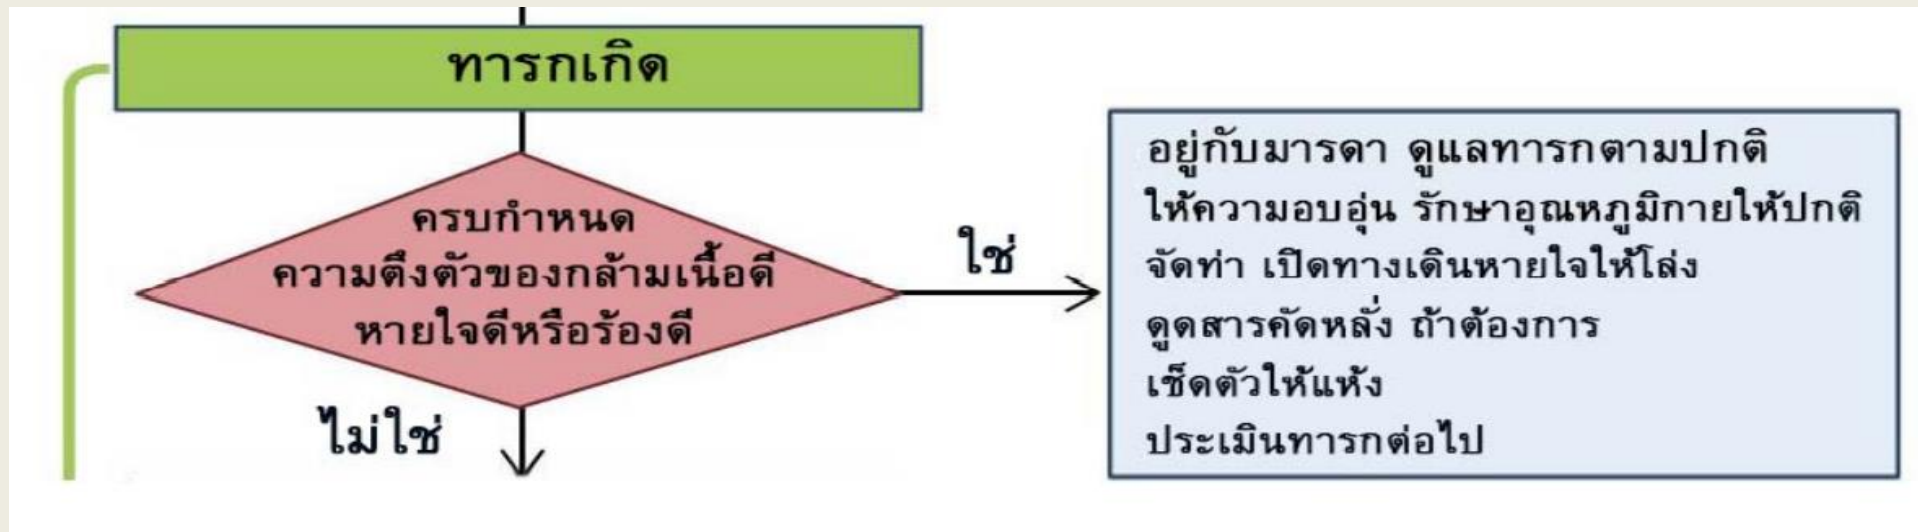 ทารกเกิด
ครบกำหนด
ความตึงตัวของกล้ามเนื้อดี
หายใจดีหรือร้องดี
ใช่
อยู่กับมารดา ดูแลทารกตามปกติ
ให้ความอบอุ่น รักษาอุณหภูมิกายให้ปกติ
จัดท่า เปิดทางเดินหายใจให้โล่ง
ดูดสารคัดหลั่ง ถ้าต้องการ
เช็ดตัวให้แห้ง
ประเมินทารกต่อไป
ไม่ใช่